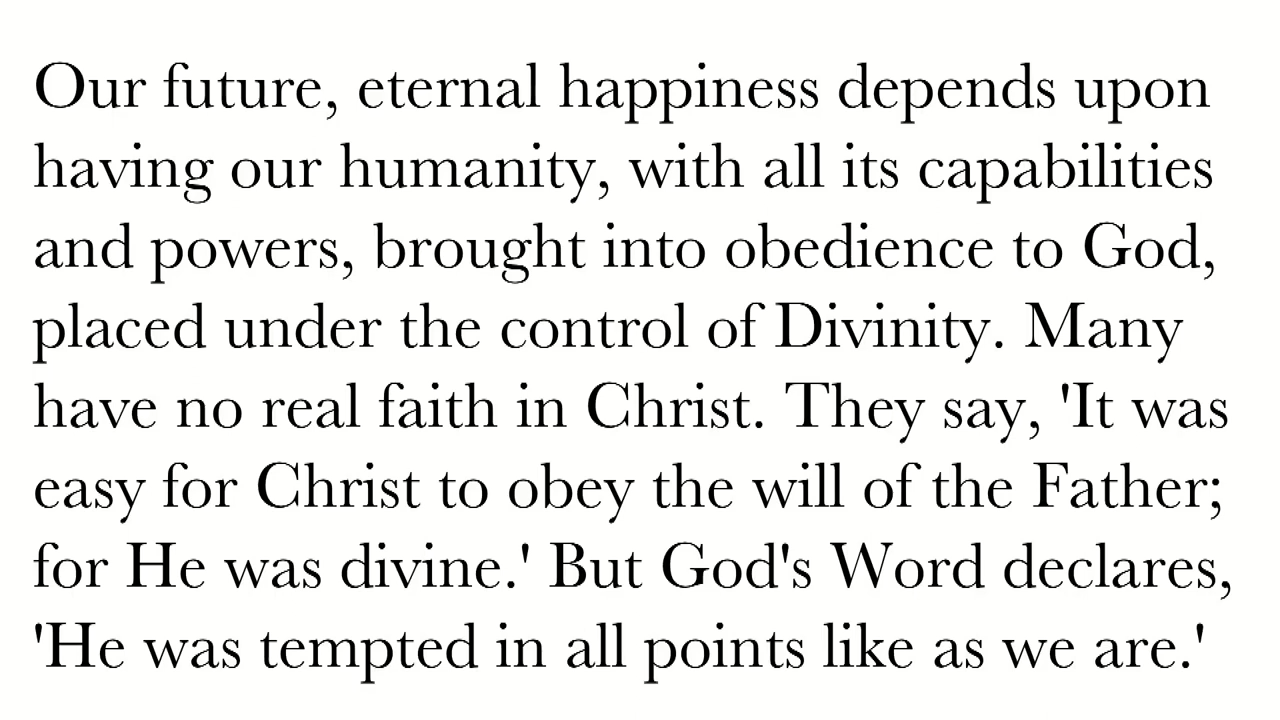 Our future, eternal happiness depends upon
having our humanity, with all its capabilities
and powers, brought into obedience to God,
placed under the control of Divinity. Many
have no real faith in Christ. They say, 'It was
easy for Christ to obey the will of the Father;
for He was divine.' But God's Word declares,
'He was tempted in all points like as we are.'